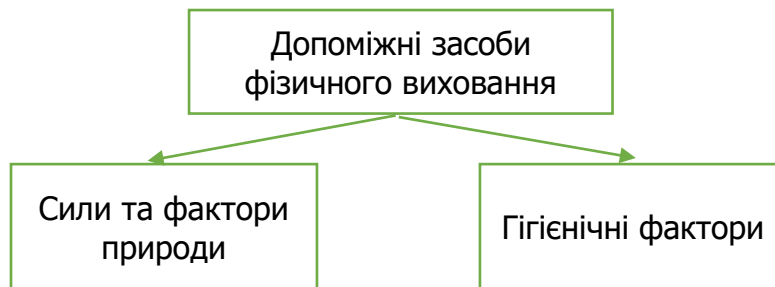 Допоміжні засоби
фізичного виховання
Сили та фактори
природи
Гігієнічні фактори